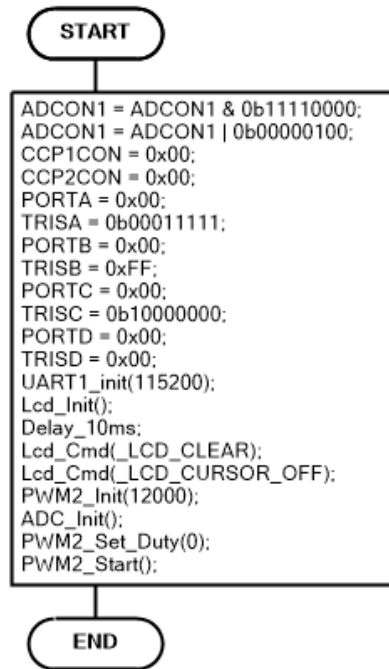 START
ADCON1 = ADCON1 & 0b11110000;
ADCON1 = ADCON1 | 0b00000100;
CCP1CON = 0x00;
CCP2CON = 0x00;
PORTA = 0x00;
TRISA = 0b00011111;
PORTB = 0x00;
TRISB = 0xFF;
PORTC = 0x00;
TRISC = 0b10000000;
PORTD = 0x00;
TRISD = 0x00;
UART1_init(115200);
Lcd_Init();
Delay_10ms;
Lcd_Cmd(_LCD_CLEAR);
Lcd_Cmd(_LCD_CURSOR_OFF);
PWM2_Init(12000);
ADC_Init();
PWM2_Set_Duty(0);
PWM2_Start();
END